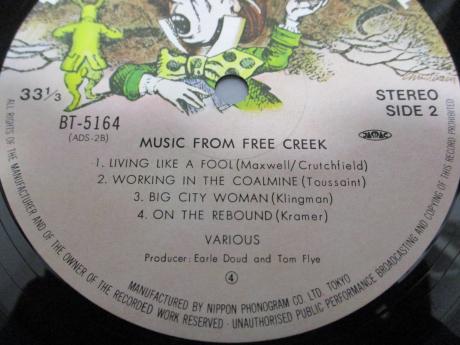 33 1/3
STEREO
SIDE 2
BT-5164
(ADS-2B)
MUSIC FROM FREE CREEK
1. LIVING LIKE A FOOL (Maxwell/Crutchfield)
2. WORKING IN THE COALMINE (Toussaint)
3. BIG CITY WOMAN (Klingman)
4. ON THE REBOUND (Kramer)
VARIOUS
Producer: Earle Doud and Tom Flye
④
MANUFACTURED BY NIPPON PHONOGRAM CO. LTD. TOKYO
ALL RIGHTS OF THE MANUFACTURER AND OF THE OWNER OF THE RECORDED WORK RESERVED · UNAUTHORISED PUBLIC PERFORMANCE BROADCASTING AND COPYING OF THIS RECORD PROHIBITED